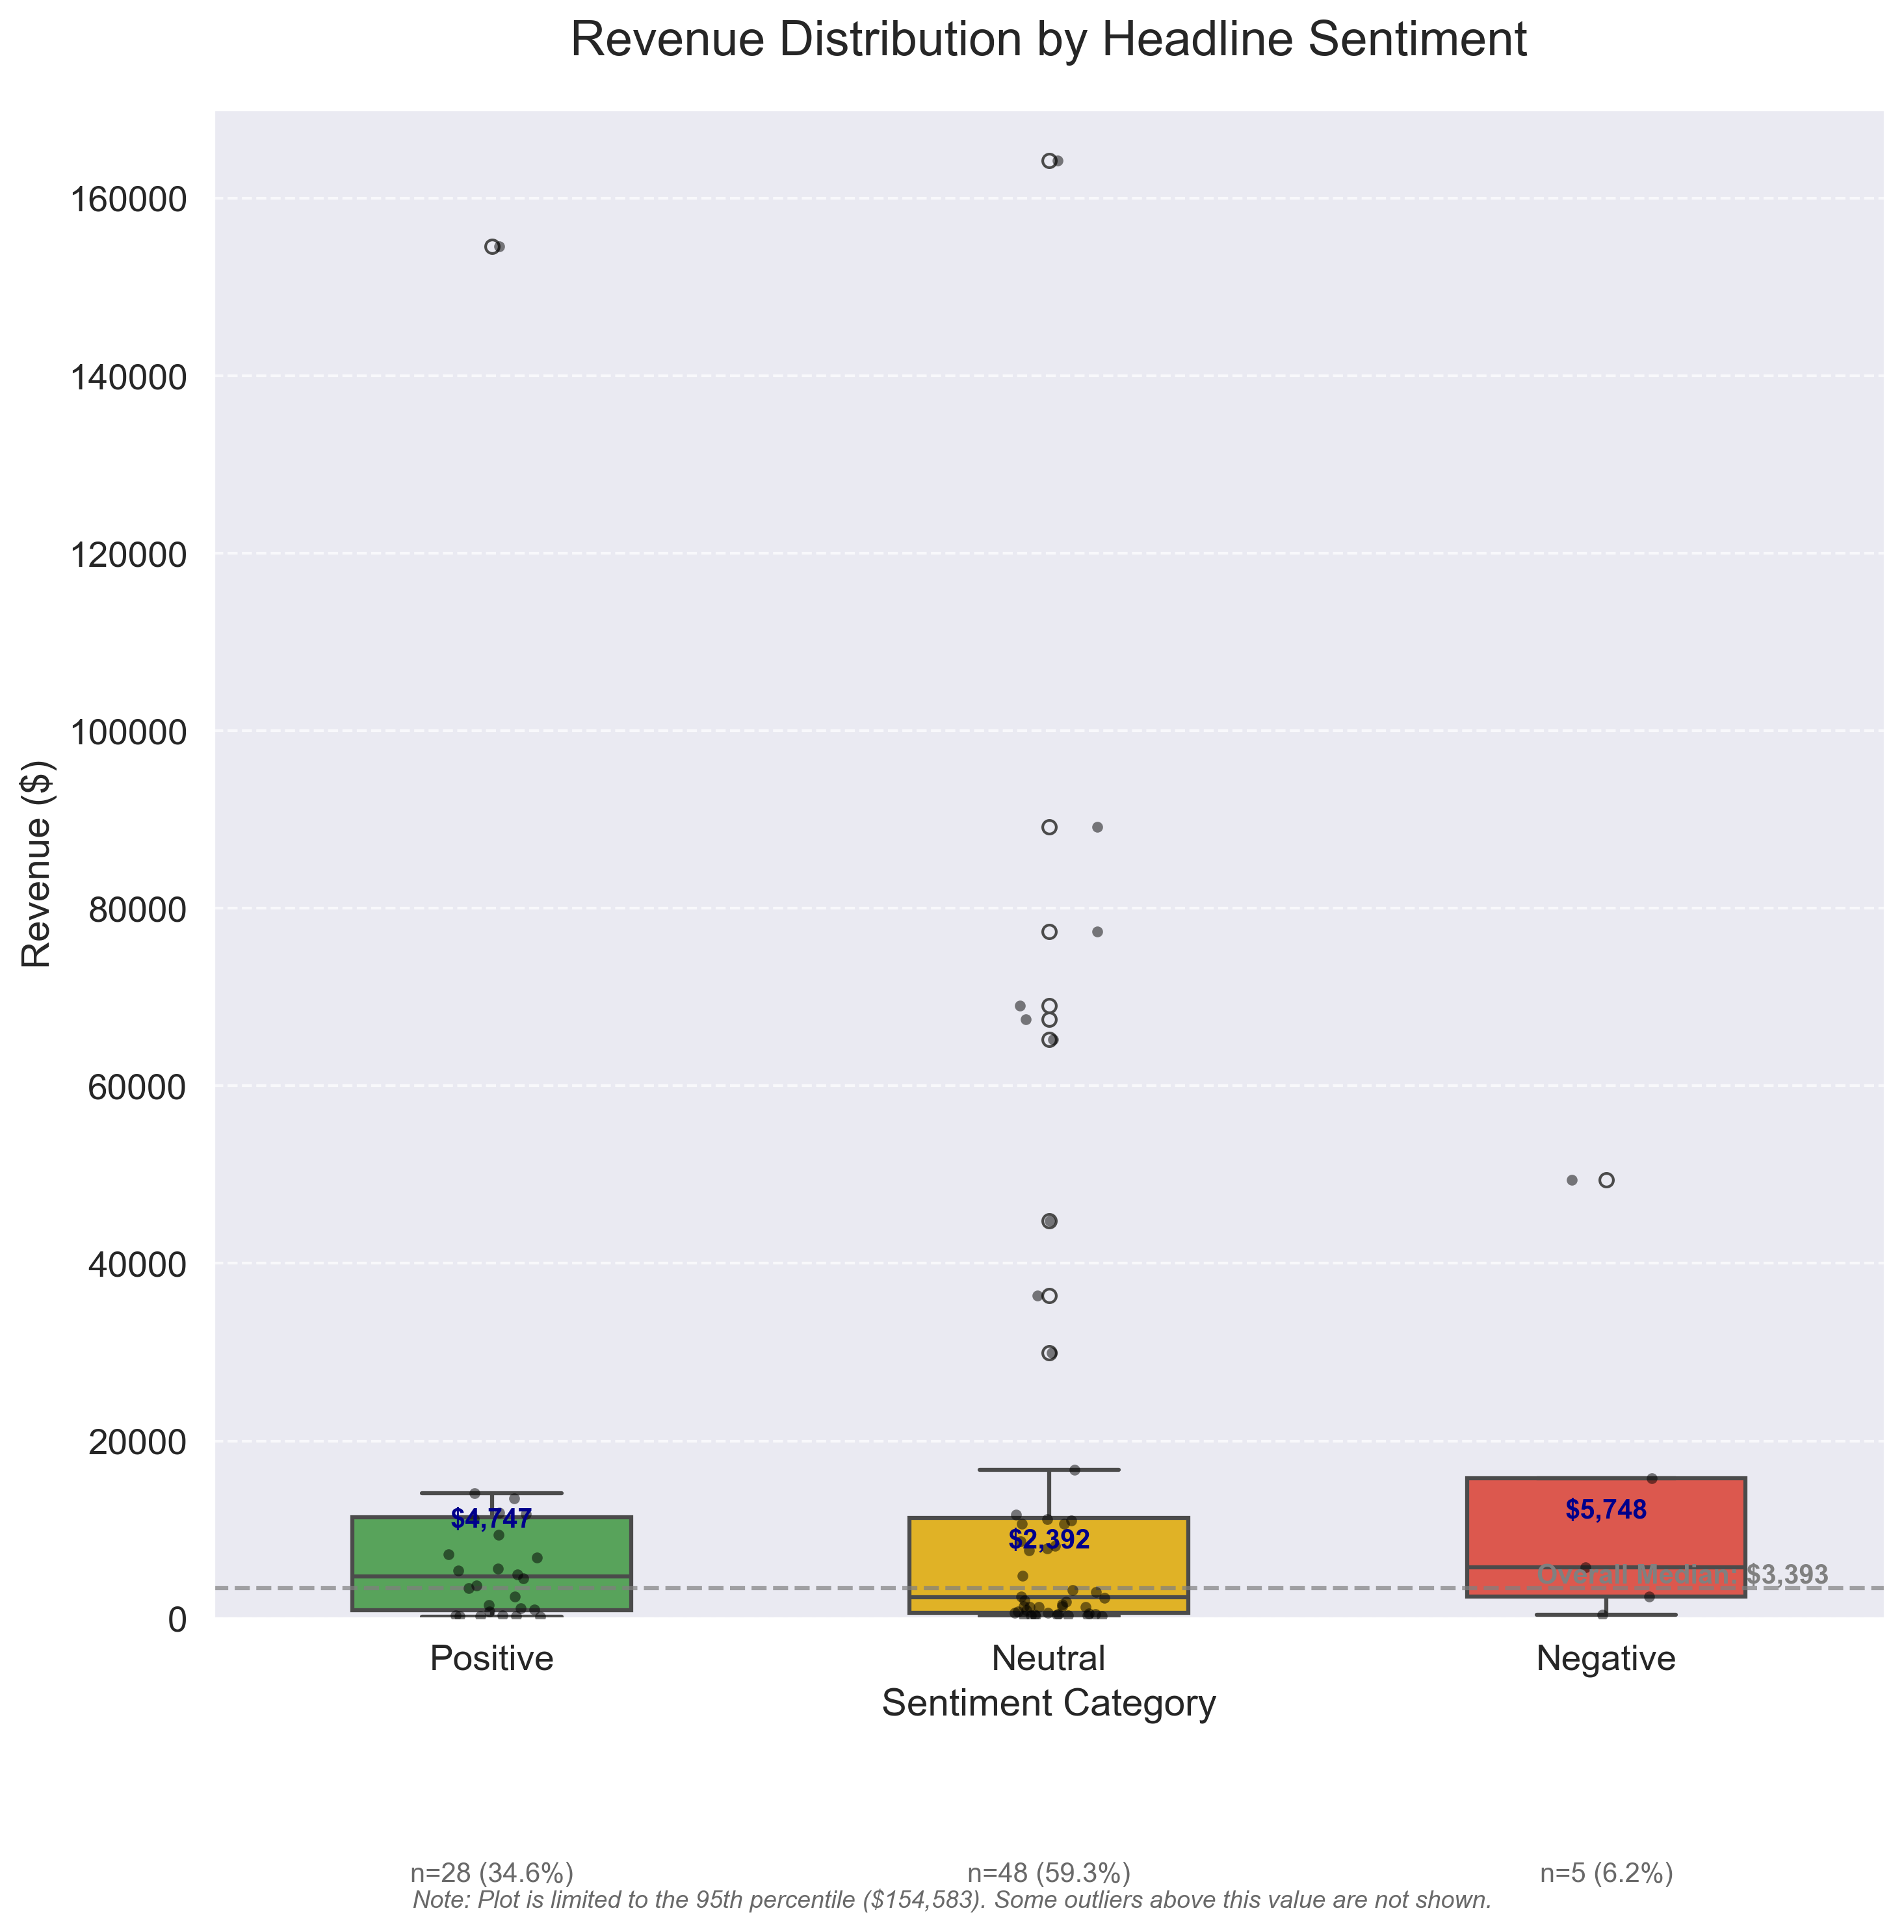 Revenue Distribution by Headline Sentiment
160000
140000
120000
100000
80000
60000
40000
20000
0
Revenue ($)
$4,747
$2,392
$5,748
Overall Median: $3,393
Positive
Neutral
Negative
Sentiment Category
n=28 (34.6%)
n=48 (59.3%)
n=5 (6.2%)
Note: Plot is limited to the 95th percentile ($154,583). Some outliers above this value are not shown.